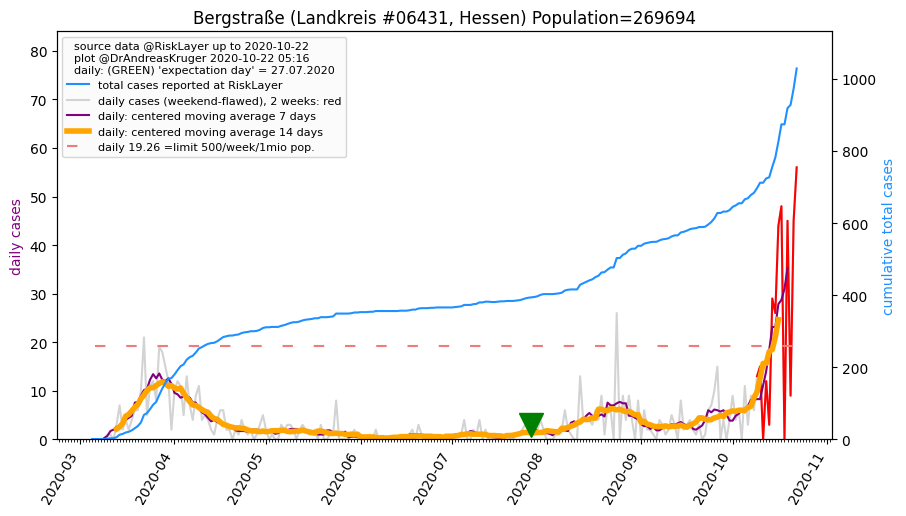 Bergstraße (Landkreis #06431, Hessen) Population=269694
source data @RiskLayer up to 2020-10-22
plot @DrAndreasKruger 2020-10-22 05:16
daily: (GREEN) 'expectation day' = 27.07.2020
total cases reported at RiskLayer
daily cases (weekend-flawed), 2 weeks: red
daily: centered moving average 7 days
daily: centered moving average 14 days
daily 19.26 =limit 500/week/1mio pop.
daily cases
80
70
60
50
40
30
20
10
0
cumulative total cases
1000
800
600
400
200
0
2020-03
2020-04
2020-05
2020-06
2020-07
2020-08
2020-09
2020-10
2020-11